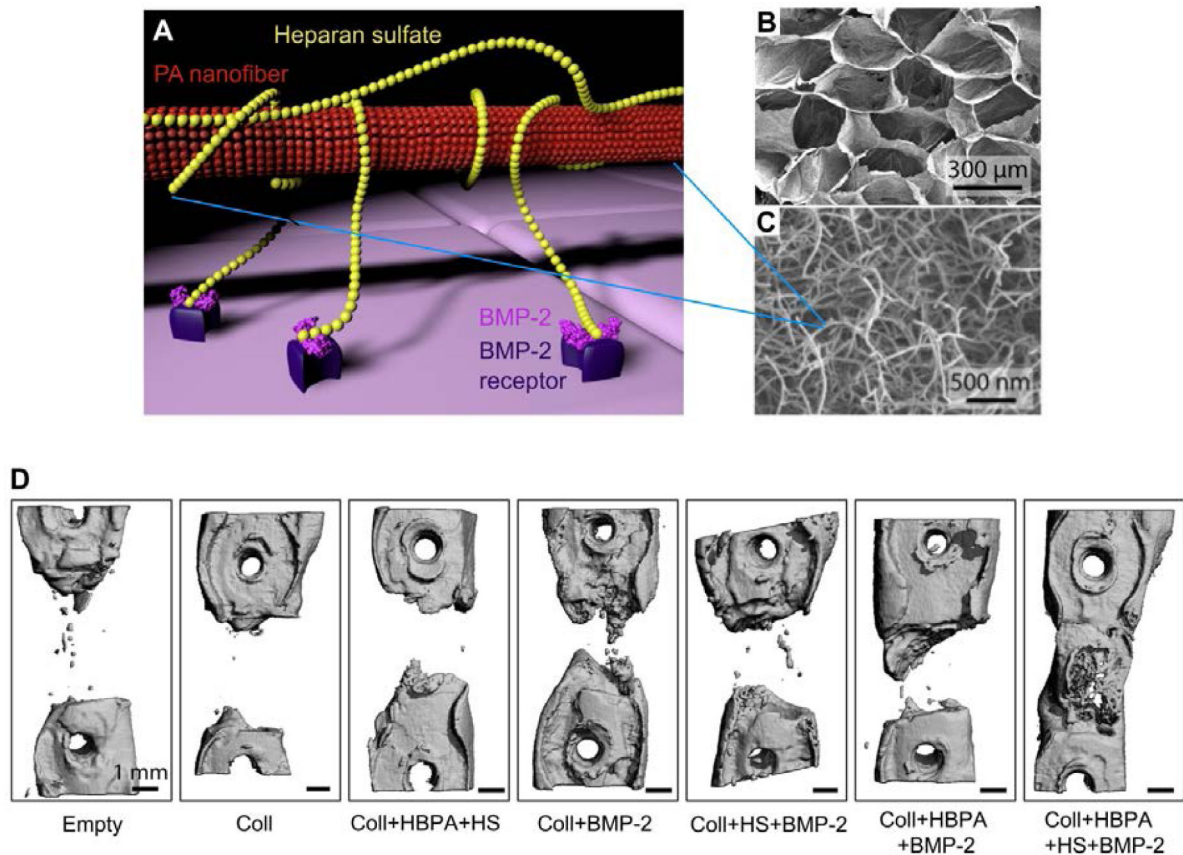 A
Heparan sulfate
PA nanofiber
BMP-2
BMP-2
receptor
B
300 μm
C
500 nm
D
1 mm
Empty
Coll
Coll+HBPA+HS
Coll+BMP-2
Coll+HS+BMP-2
Coll+HBPA
+BMP-2
Coll+HBPA
+HS+BMP-2